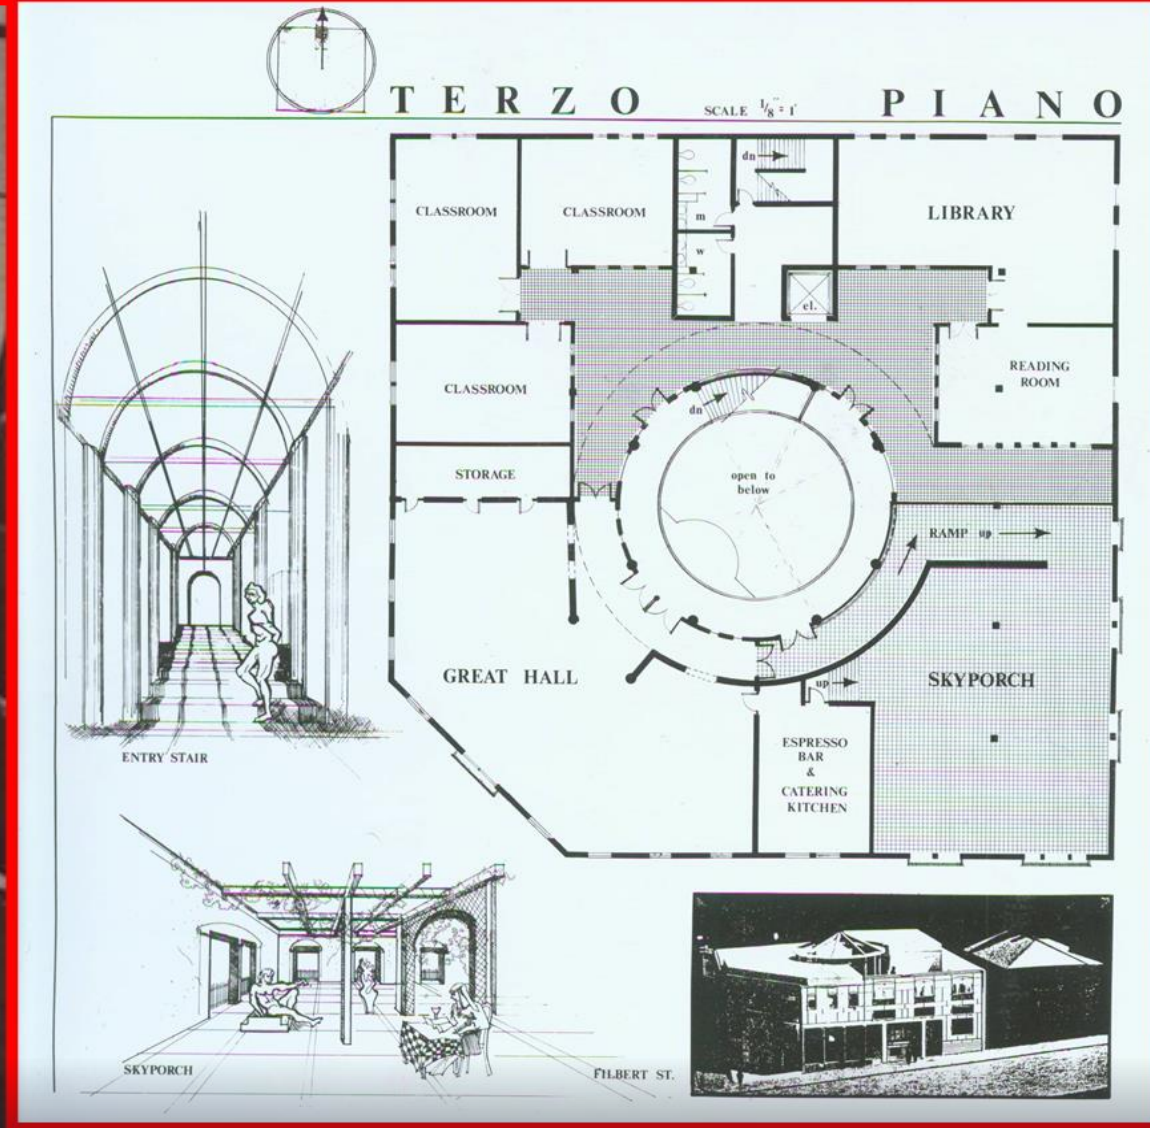 TERZO PIANO
SCALE 1/8" = 1'
CLASSROOM
CLASSROOM
dn
m
w
el.
LIBRARY
CLASSROOM
READING
ROOM
STORAGE
dn
open to
below
RAMP up
GREAT HALL
up
SKYPORCH
ESPRESSO
BAR
&
CATERING
KITCHEN
ENTRY STAIR
SKYPORCH
FILBERT ST.